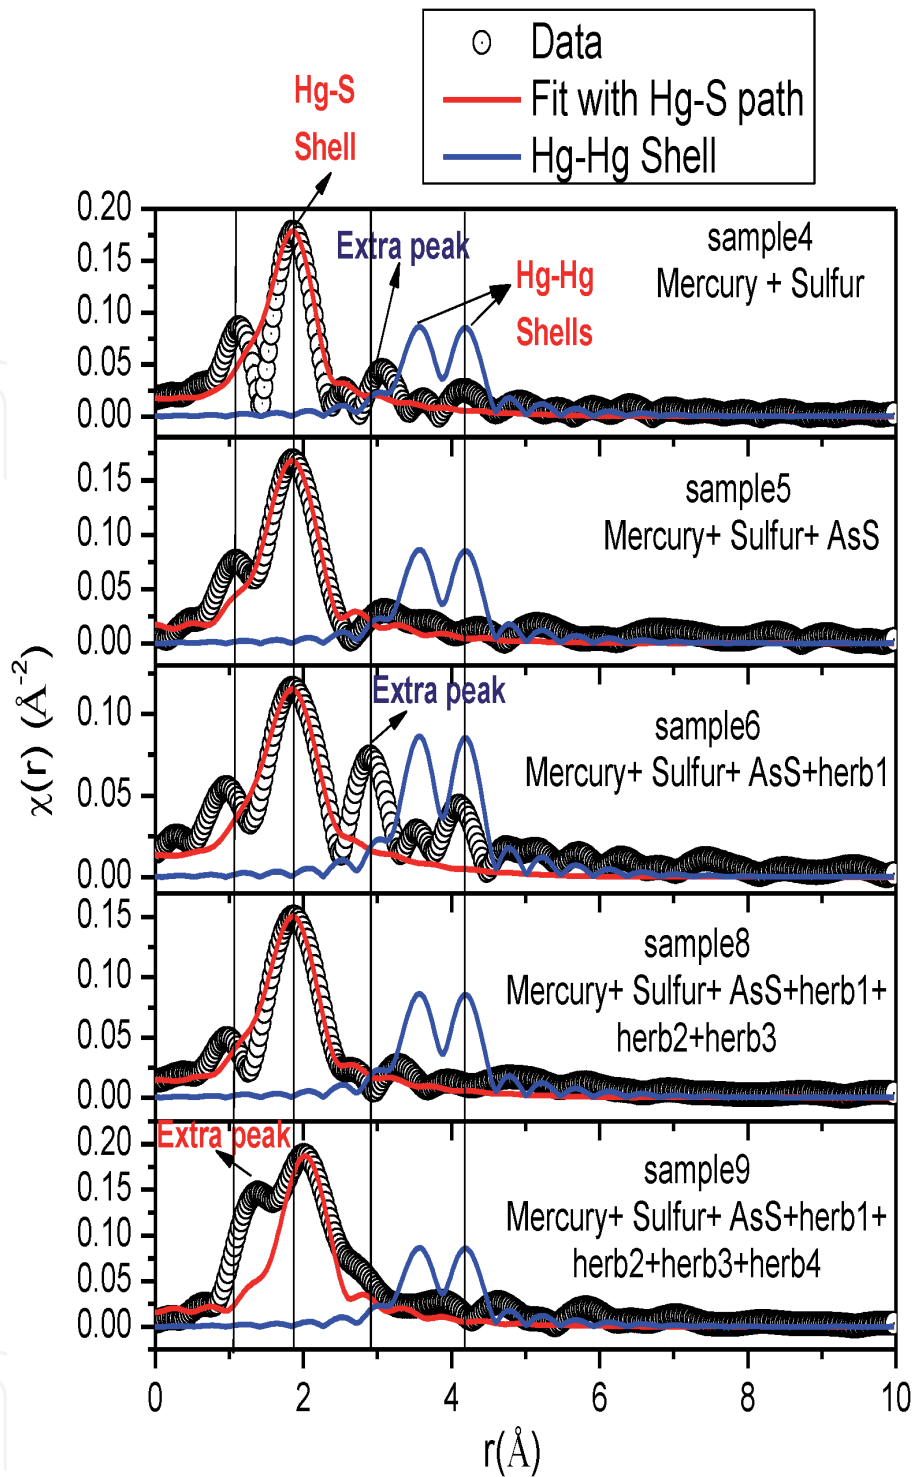 Data
Fit with Hg-S path
Hg-Hg Shell
Hg-S
Shell
0.20
0.15
0.10
0.05
0.00
Extra peak
Hg-Hg
Shells
sample4
Mercury + Sulfur
0.15
0.10
0.05
0.00
sample5
Mercury+ Sulfur+ AsS
χ(r) (Å⁻²)
0.10
0.05
0.00
Extra peak
sample6
Mercury+ Sulfur+ AsS+herb1
0.15
0.10
0.05
0.00
sample8
Mercury+ Sulfur+ AsS+herb1+
herb2+herb3
0.20
0.15
0.10
0.05
0.00
Extra peak
sample9
Mercury+ Sulfur+ AsS+herb1+
herb2+herb3+herb4
0 2 4 6 8 10
r(Å)